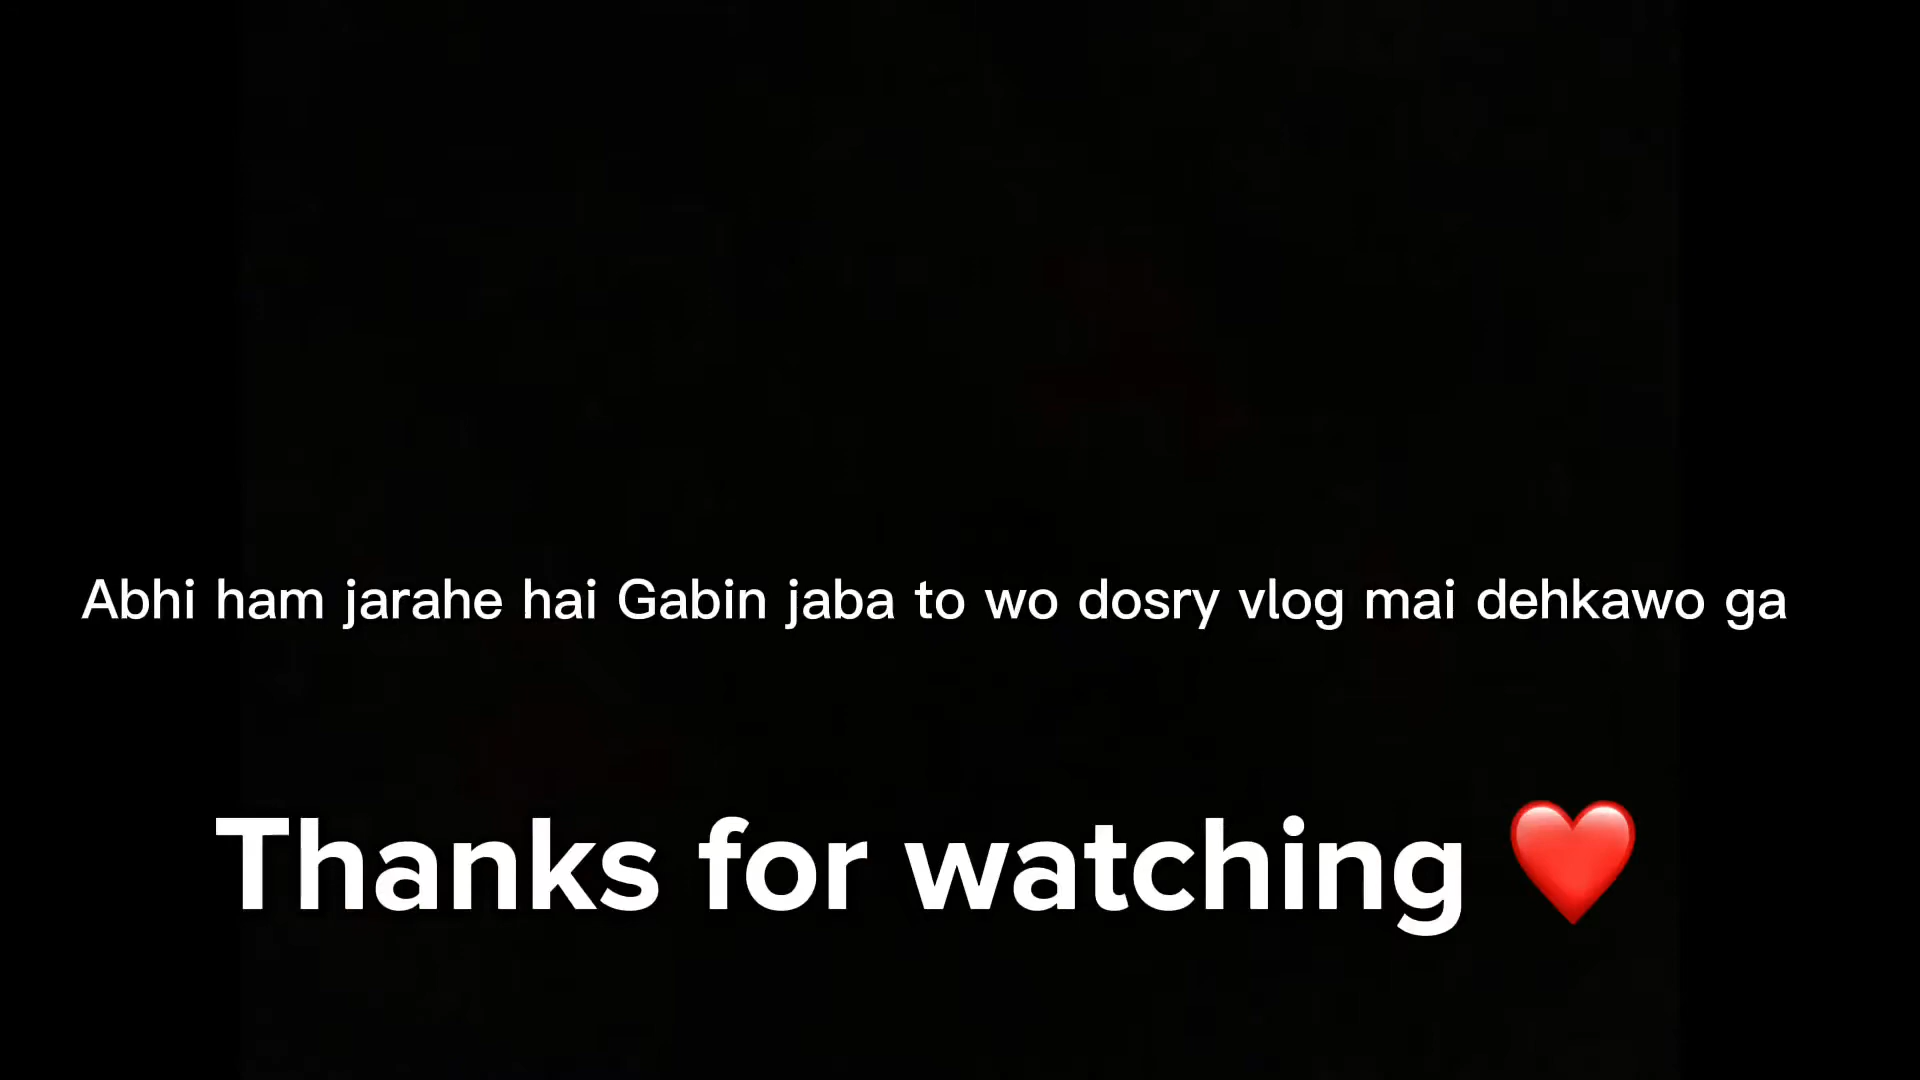 Abhi ham jarahe hai Gabin jaba to wo dosry vlog mai dehkawo ga
Thanks for watching ❤️